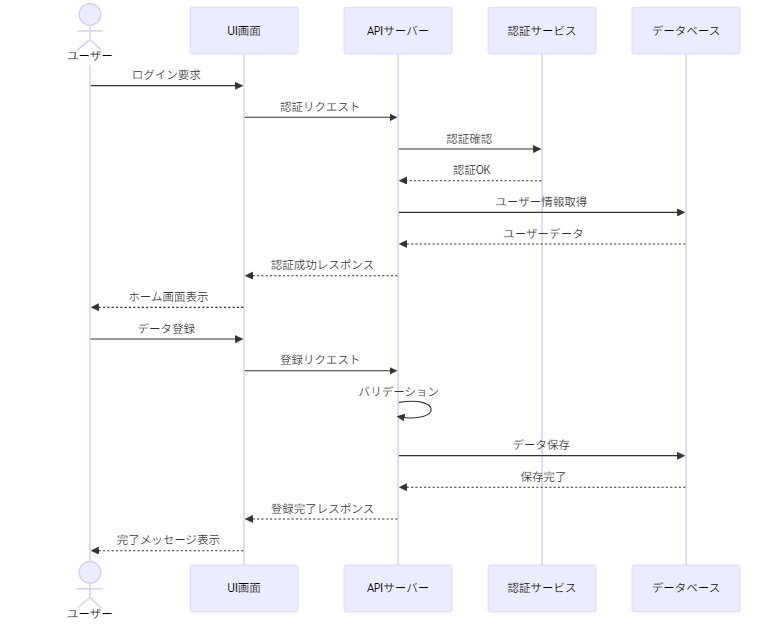 ユーザー
UI画面
APIサーバー
認証サービス
データベース
ログイン要求
認証リクエスト
認証確認
認証OK
ユーザー情報取得
ユーザーデータ
認証成功レスポンス
ホーム画面表示
データ登録
登録リクエスト
バリデーション
データ保存
保存完了
登録完了レスポンス
完了メッセージ表示
ユーザー
UI画面
APIサーバー
認証サービス
データベース